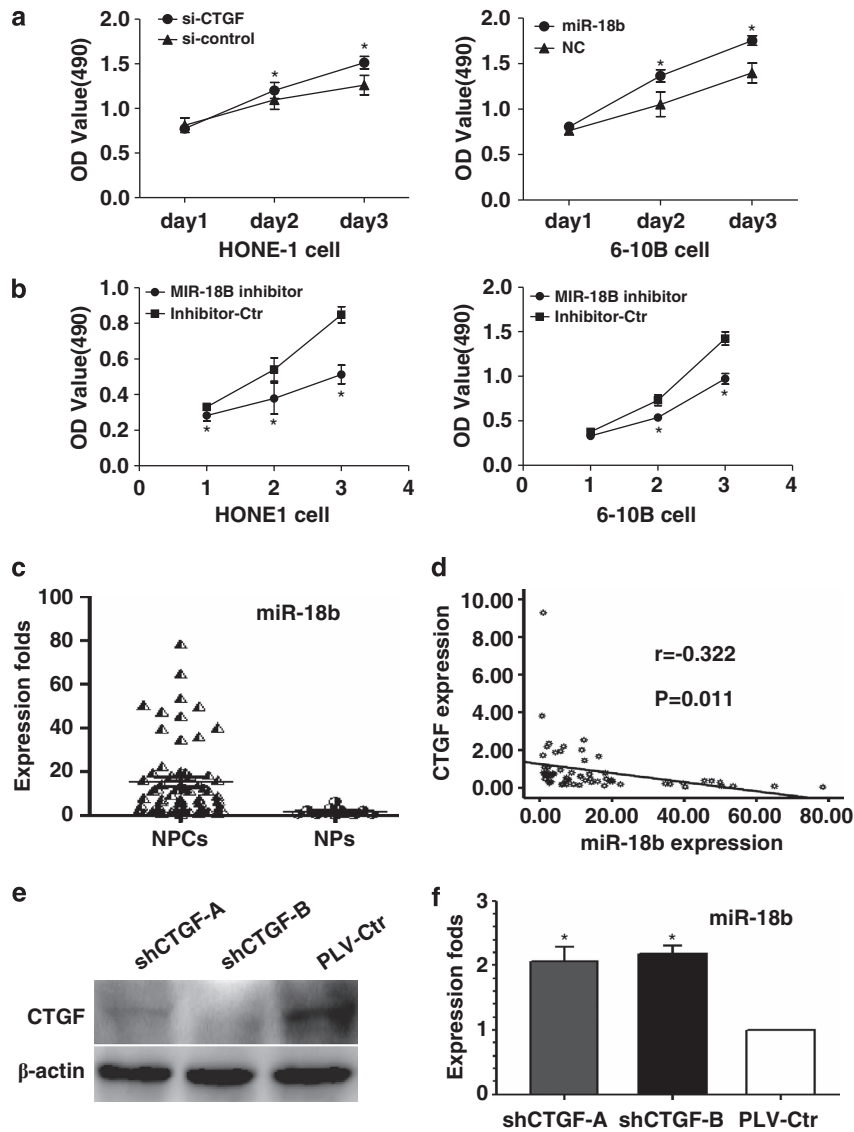 a
si-CTGF
si-control
OD Value(490)
2.0
1.5
1.0
0.5
0.0
*
*
day1 day2 day3
HONE-1 cell
miR-18b
NC
OD Value(490)
2.0
1.5
1.0
0.5
0.0
*
*
day1 day2 day3
6-10B cell
b
MIR-18B inhibitor
Inhibitor-Ctr
OD Value(490)
1.0
0.8
0.6
0.4
0.2
0.0
*
*
*
0 1 2 3 4
HONE1 cell
MIR-18B inhibitor
Inhibitor-Ctr
OD Value(490)
2.0
1.5
1.0
0.5
0.0
*
*
0 1 2 3 4
6-10B cell
c
miR-18b
Expression folds
100
80
60
40
20
0
NPCs NPs
d
CTGF expression
10.00
8.00
6.00
4.00
2.00
0.00
r=-0.322
P=0.011
0.00 20.00 40.00 60.00 80.00
miR-18b expression
e
shCTGF-A
shCTGF-B
PLV-Ctr
CTGF
β-actin
f
miR-18b
Expression fods
3
2
1
0
*
*
shCTGF-A shCTGF-B PLV-Ctr